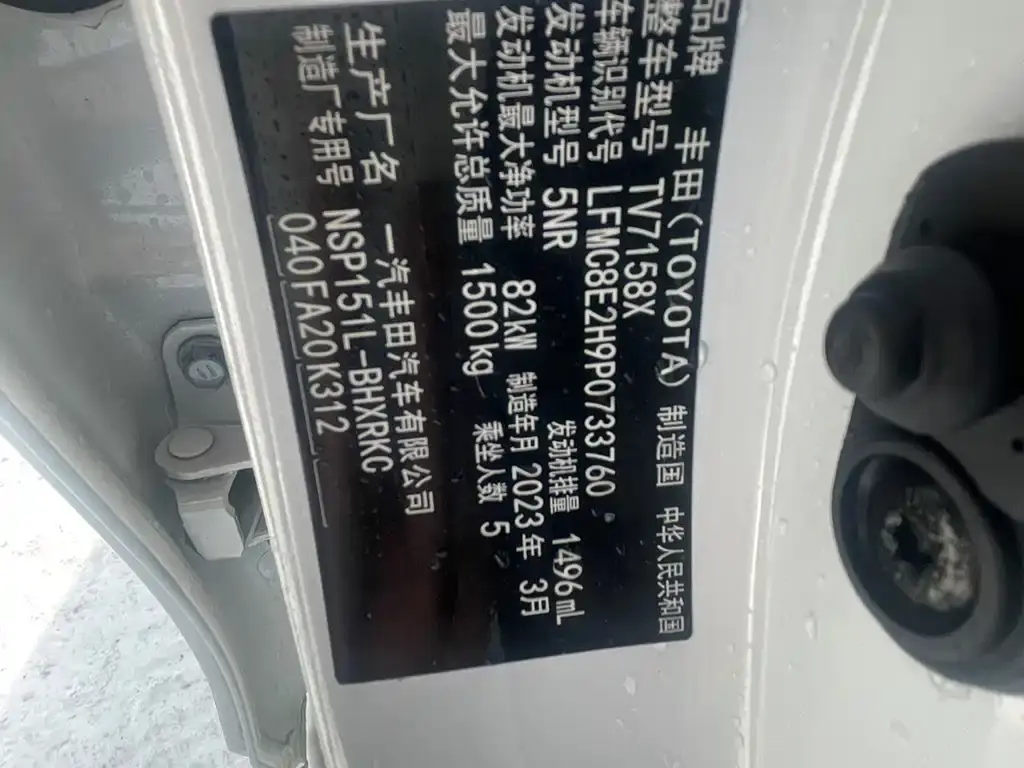 品牌 丰田(TOYOTA) 制造国 中华人民共和国
整车型号 TV7158X
车辆识别代号 LFMC8E2H9P0733760
发动机型号 5NR 发动机排量 1496mL
发动机最大净功率 82kW 制造年月 2023年 3月
最大允许总质量 1500kg 乘坐人数 5
生产厂名 一汽丰田汽车有限公司
制造厂专用号 NSP151L-BHXRKC
040FA20K312